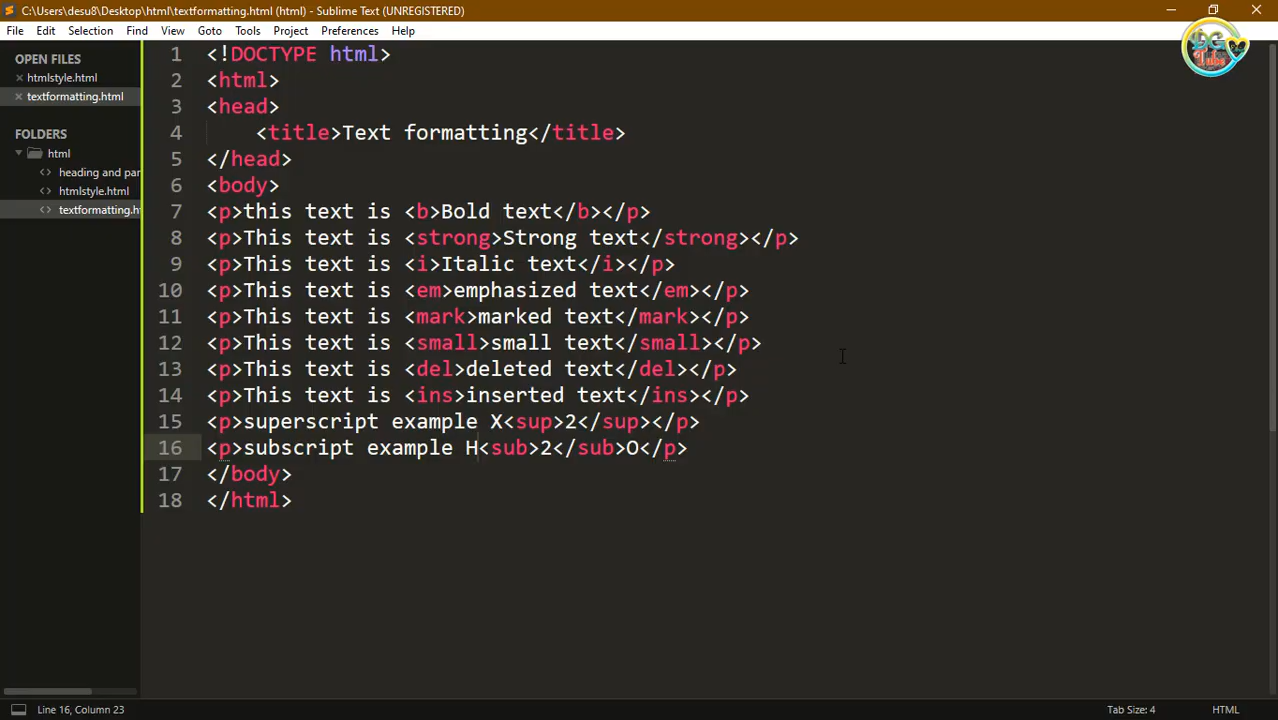 C:\Users\desu8\Desktop\html\textformatting.html (html) - Sublime Text (UNREGISTERED)
File Edit Selection Find View Goto Tools Project Preferences Help
OPEN FILES
htmlstyle.html
textformatting.html
FOLDERS
html
heading and par
htmlstyle.html
textformatting.ht
1 <!DOCTYPE html>
2 <html>
3 <head>
4 <title>Text formatting</title>
5 </head>
6 <body>
7 <p>this text is <b>Bold text</b></p>
8 <p>This text is <strong>Strong text</strong></p>
9 <p>This text is <i>Italic text</i></p>
10 <p>This text is <em>emphasized text</em></p>
11 <p>This text is <mark>marked text</mark></p>
12 <p>This text is <small>small text</small></p>
13 <p>This text is <del>deleted text</del></p>
14 <p>This text is <ins>inserted text</ins></p>
15 <p>superscript example X<sup>2</sup></p>
16 <p>subscript example H<sub>2</sub>O</p>
17 </body>
18 </html>
DG
Tube
Line 16, Column 23
Tab Size: 4
HTML